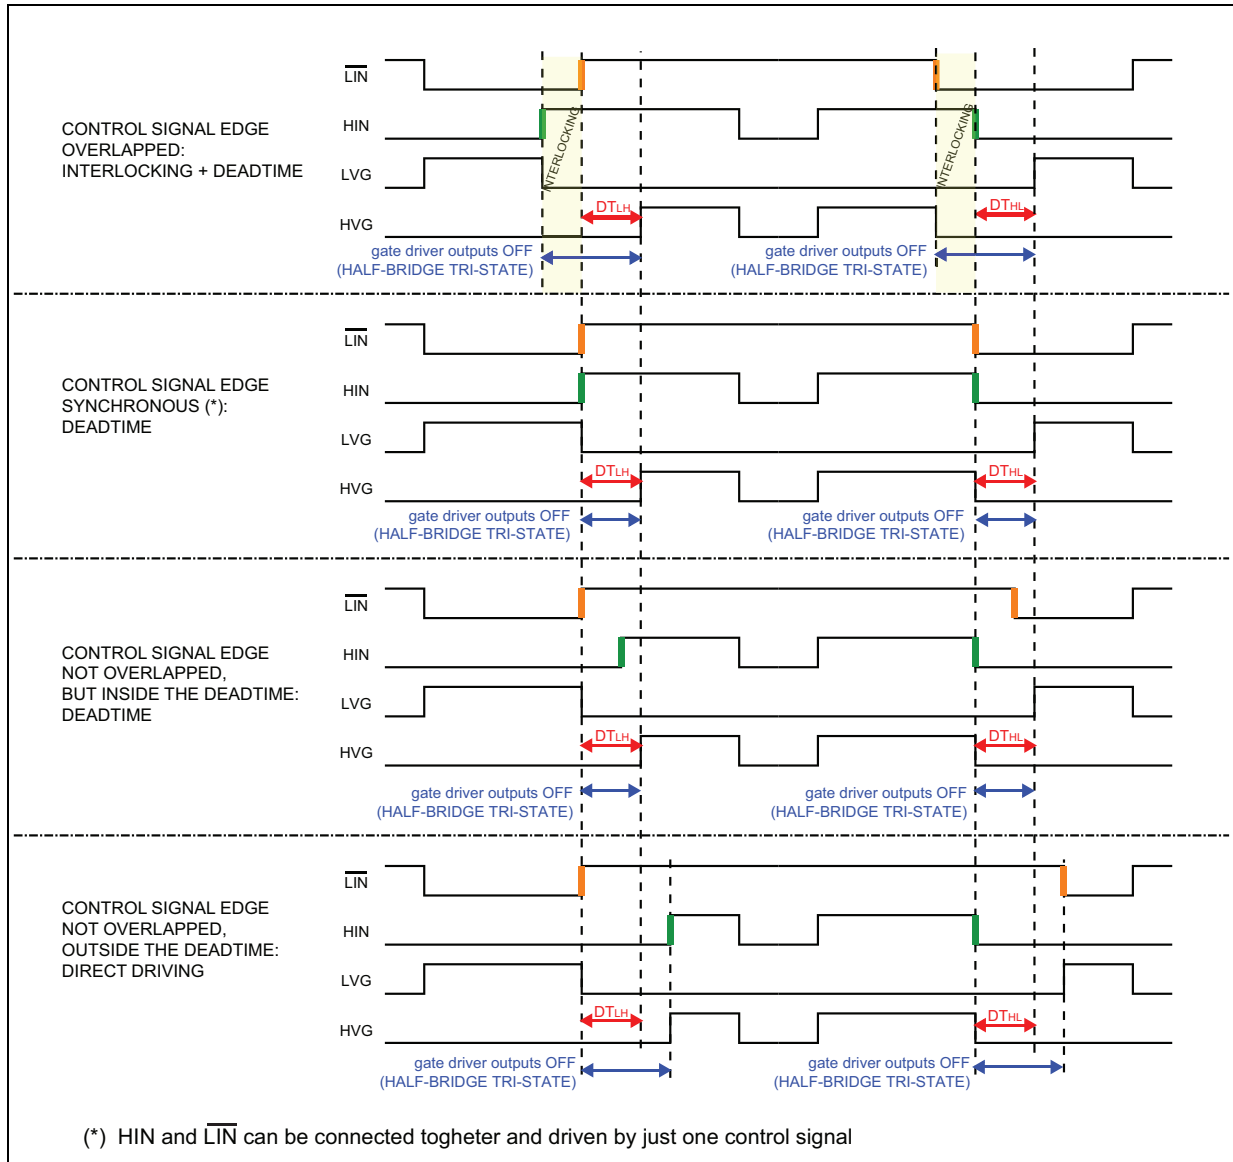 LIN
HIN
LVG
HVG
CONTROL SIGNAL EDGE
OVERLAPPED:
INTERLOCKING + DEADTIME
INTERLOCKING
INTERLOCKING
DTLH
DTHL
gate driver outputs OFF
(HALF-BRIDGE TRI-STATE)
gate driver outputs OFF
(HALF-BRIDGE TRI-STATE)
LIN
HIN
LVG
HVG
CONTROL SIGNAL EDGE
SYNCHRONOUS (*):
DEADTIME
DTLH
DTHL
gate driver outputs OFF
(HALF-BRIDGE TRI-STATE)
gate driver outputs OFF
(HALF-BRIDGE TRI-STATE)
LIN
HIN
LVG
HVG
CONTROL SIGNAL EDGE
NOT OVERLAPPED,
BUT INSIDE THE DEADTIME:
DEADTIME
DTLH
DTHL
gate driver outputs OFF
(HALF-BRIDGE TRI-STATE)
gate driver outputs OFF
(HALF-BRIDGE TRI-STATE)
LIN
HIN
LVG
HVG
CONTROL SIGNAL EDGE
NOT OVERLAPPED,
OUTSIDE THE DEADTIME:
DIRECT DRIVING
DTLH
DTHL
gate driver outputs OFF
(HALF-BRIDGE TRI-STATE)
gate driver outputs OFF
(HALF-BRIDGE TRI-STATE)
(*) HIN and LIN can be connected togheter and driven by just one control signal